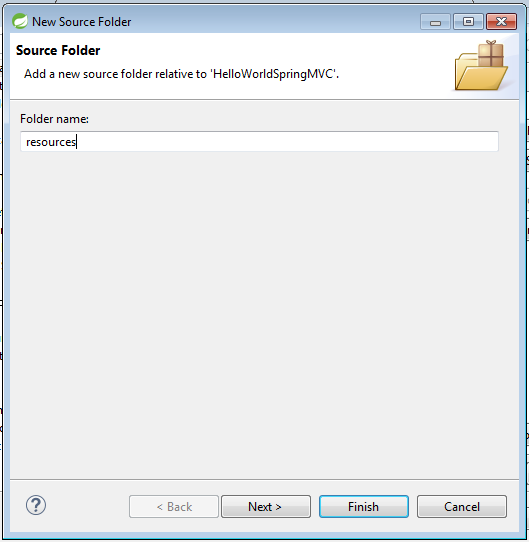 New Source Folder
Source Folder
Add a new source folder relative to 'HelloWorldSpringMVC'.
Folder name:
resources
?
< Back
Next >
Finish
Cancel